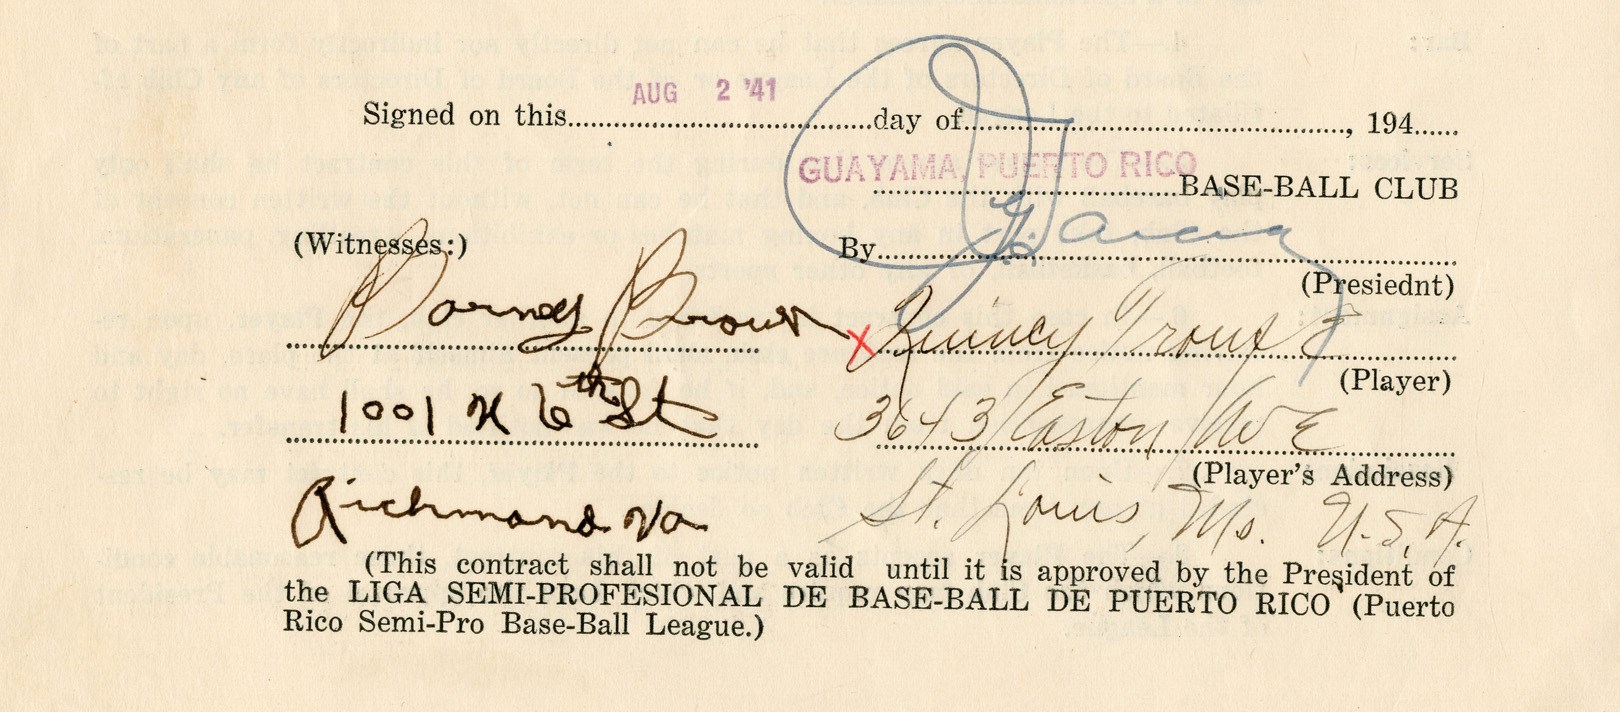 AUG 2 '41
Signed on this..............................day of......................................, 194......
GUAYAMA, PUERTO RICO
BASE-BALL CLUB
(Witnesses:)
By
(Presiednt)
Barney Brown
X Quincy Troupe
(Player)
1001 N 6th St
3643 Easton Ave
(Player's Address)
Richmond Va
St. Louis, Mo. U.S.A.
(This contract shall not be valid until it is approved by the President of
the LIGA SEMI-PROFESIONAL DE BASE-BALL DE PUERTO RICO (Puerto
Rico Semi-Pro Base-Ball League.)